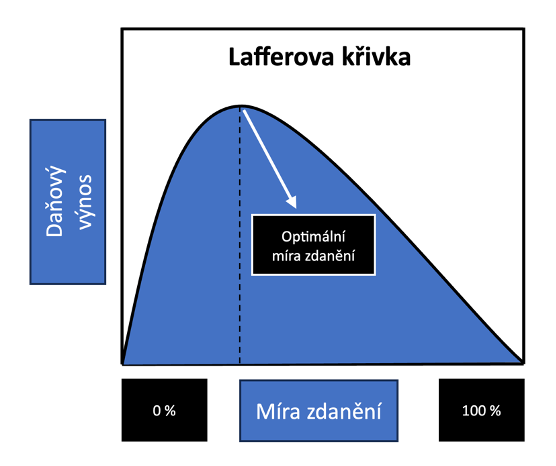 Lafferova křivka
Daňový
výnos
Optimální
míra zdanění
0 %
Míra zdanění
100 %